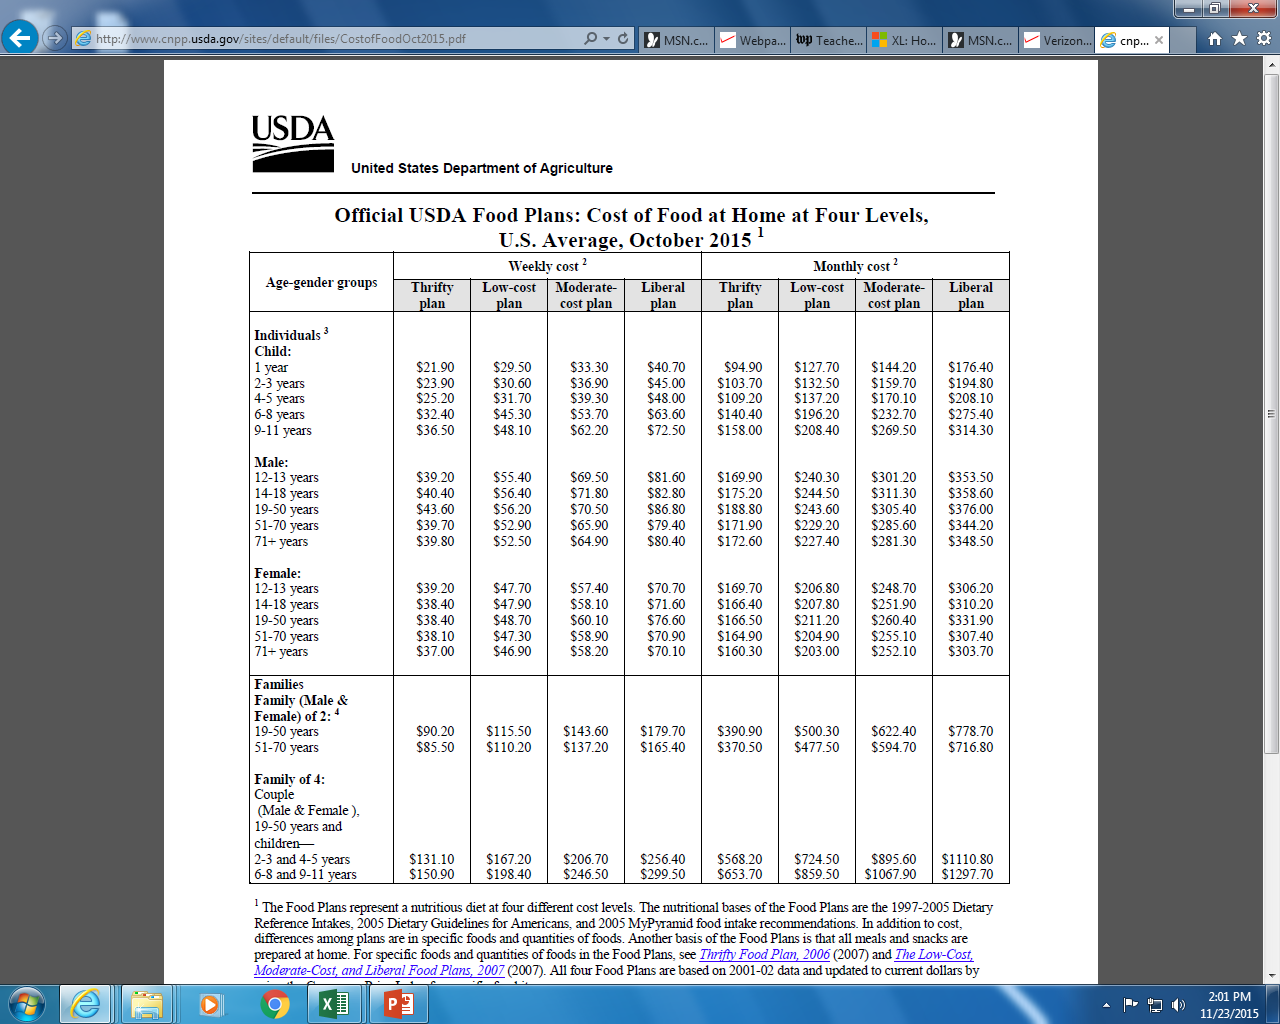 http://www.cnpp.usda.gov/sites/default/files/CostofFoodOct2015.pdf
MSN.c...
Webpa...
wp Teache...
XL: Ho...
MSN.c...
Verizon...
cnp...
USDA
United States Department of Agriculture
Official USDA Food Plans: Cost of Food at Home at Four Levels,
U.S. Average, October 2015 1
Age-gender groups
Weekly cost 2 Monthly cost 2
Thrifty plan Low-cost plan Moderate-cost plan Liberal plan Thrifty plan Low-cost plan Moderate-cost plan Liberal plan
Individuals 3
Child:
1 year $21.90 $29.50 $33.30 $40.70 $94.90 $127.70 $144.20 $176.40
2-3 years $23.90 $30.60 $36.90 $45.00 $103.70 $132.50 $159.70 $194.80
4-5 years $25.20 $31.70 $39.30 $48.00 $109.20 $137.20 $170.10 $208.10
6-8 years $32.40 $45.30 $53.70 $63.60 $140.40 $196.20 $232.70 $275.40
9-11 years $36.50 $48.10 $62.20 $72.50 $158.00 $208.40 $269.50 $314.30
Male:
12-13 years $39.20 $55.40 $69.50 $81.60 $169.90 $240.30 $301.20 $353.50
14-18 years $40.40 $56.40 $71.80 $82.80 $175.20 $244.50 $311.30 $358.60
19-50 years $43.60 $56.20 $70.50 $86.80 $188.80 $243.60 $305.40 $376.00
51-70 years $39.70 $52.90 $65.90 $79.40 $171.90 $229.20 $285.60 $344.20
71+ years $39.80 $52.50 $64.90 $80.40 $172.60 $227.40 $281.30 $348.50
Female:
12-13 years $39.20 $47.70 $57.40 $70.70 $169.70 $206.80 $248.70 $306.20
14-18 years $38.40 $47.90 $58.10 $71.60 $166.40 $207.80 $251.90 $310.20
19-50 years $38.40 $48.70 $60.10 $76.60 $166.50 $211.20 $260.40 $331.90
51-70 years $38.10 $47.30 $58.90 $70.90 $164.90 $204.90 $255.10 $307.40
71+ years $37.00 $46.90 $58.20 $70.10 $160.30 $203.00 $252.10 $303.70
Families
Family (Male &
Female) of 2: 4
19-50 years $90.20 $115.50 $143.60 $179.70 $390.90 $500.30 $622.40 $778.70
51-70 years $85.50 $110.20 $137.20 $165.40 $370.50 $477.50 $594.70 $716.80
Family of 4:
Couple
(Male & Female ),
19-50 years and
children—
2-3 and 4-5 years $131.10 $167.20 $206.70 $256.40 $568.20 $724.50 $895.60 $1110.80
6-8 and 9-11 years $150.90 $198.40 $246.50 $299.50 $653.70 $859.50 $1067.90 $1297.70
1 The Food Plans represent a nutritious diet at four different cost levels. The nutritional bases of the Food Plans are the 1997-2005 Dietary
Reference Intakes, 2005 Dietary Guidelines for Americans, and 2005 MyPyramid food intake recommendations. In addition to cost,
differences among plans are in specific foods and quantities of foods. Another basis of the Food Plans is that all meals and snacks are
prepared at home. For specific foods and quantities of foods in the Food Plans, see Thrifty Food Plan, 2006 (2007) and The Low-Cost,
Moderate-Cost, and Liberal Food Plans, 2007 (2007). All four Food Plans are based on 2001-02 data and updated to current dollars by
2:01 PM
11/23/2015